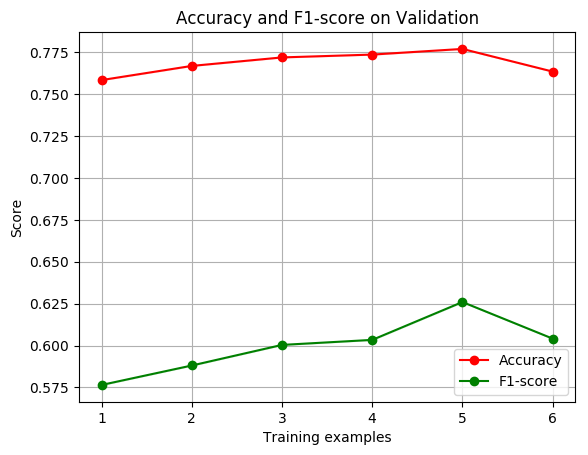 Accuracy and F1-score on Validation
0.775
0.750
0.725
0.700
0.675
0.650
0.625
0.600
0.575
Score
1 2 3 4 5 6
Training examples
Accuracy
F1-score